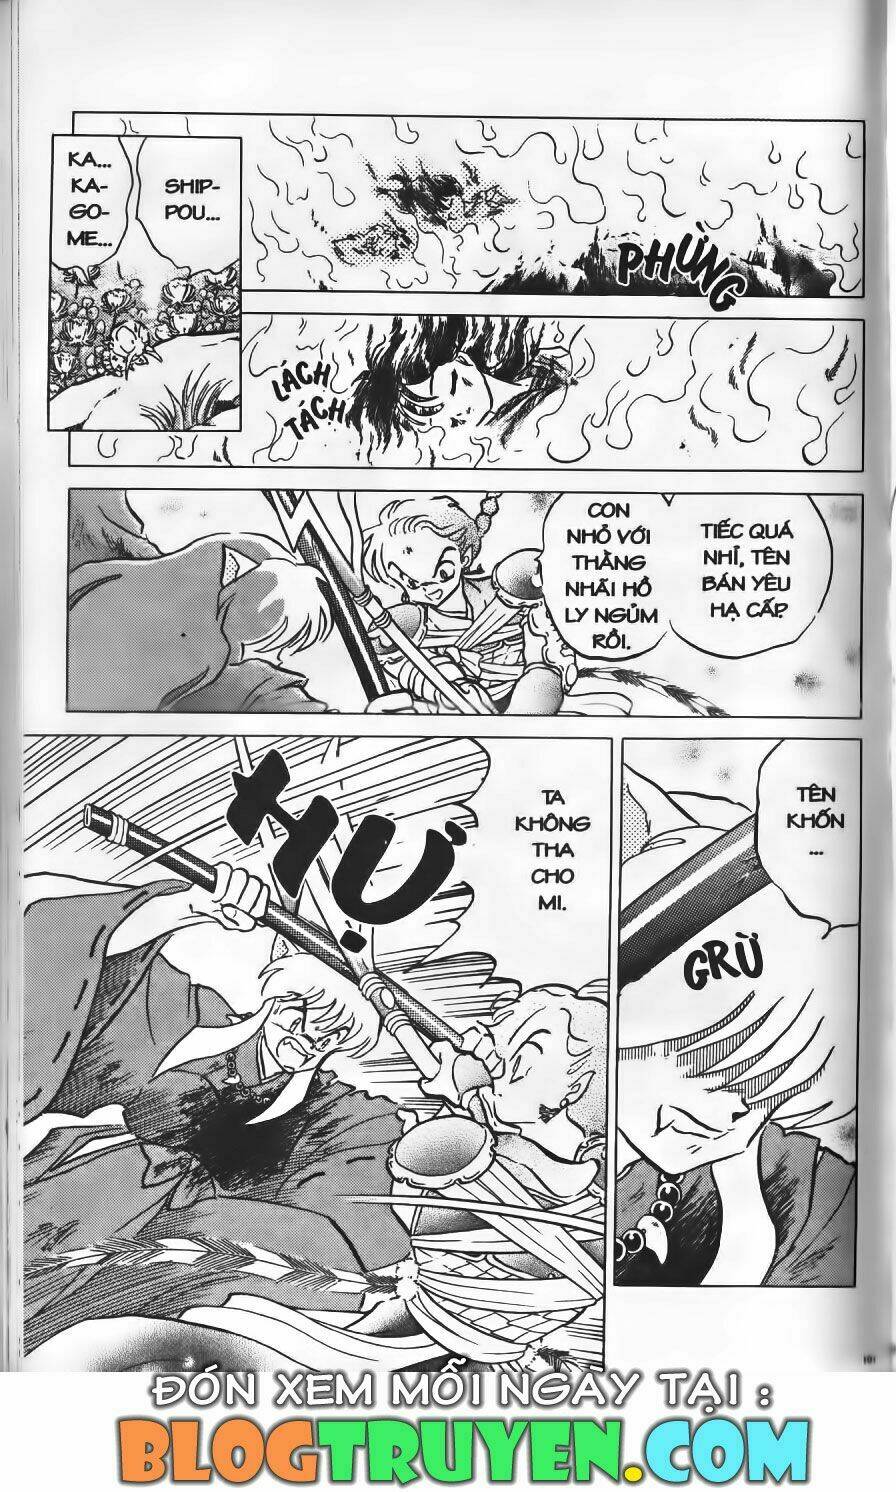 PHỪNG
SHIP-
POU...
KA...
KA-
GO-
ME...
LÁCH
TÁCH
TIẾC QUÁ
NHỈ, TÊN
BÁN YÊU
HẠ CẤP.
CON
NHỎ VỚI
THẰNG
NHÃI HỒ
LY NGỦM
RỒI.
TÊN
KHỐN
...
GRỪ
TA
KHÔNG
THA
CHO
MI.
HỰ
101
ĐÓN XEM MỖI NGÀY TẠI :
BLOGTRUYEN.COM